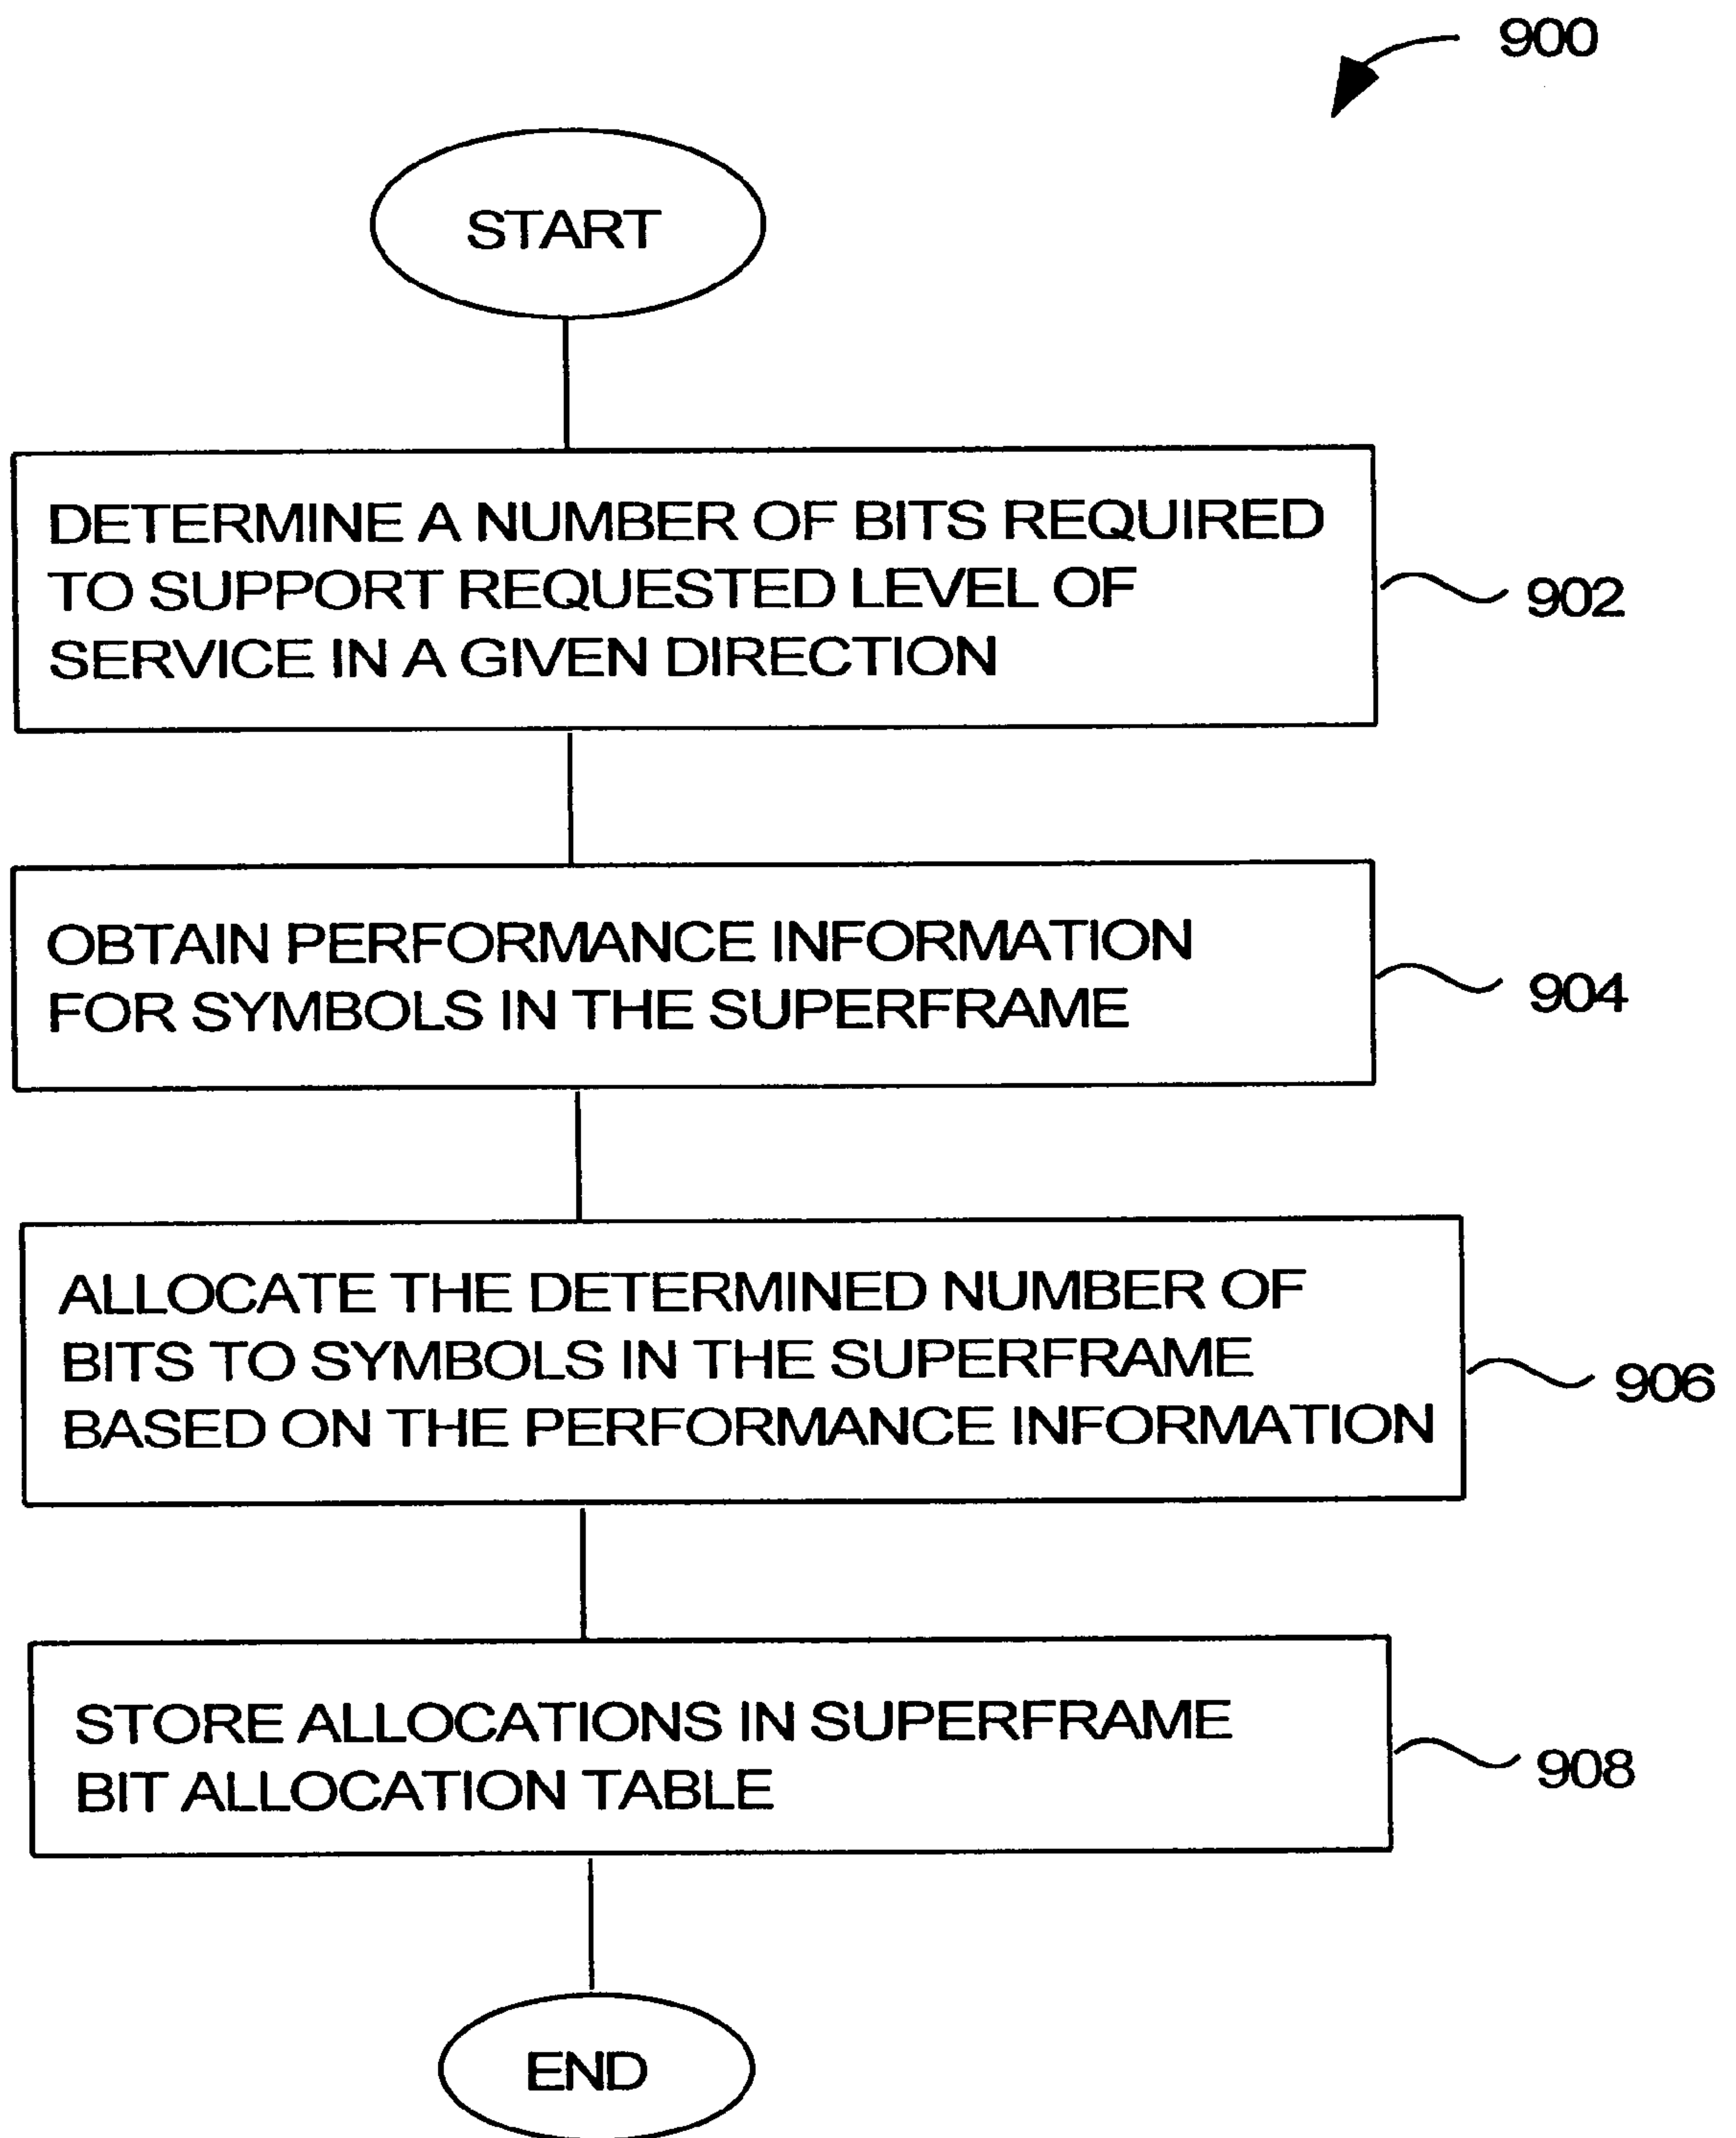 900
START
DETERMINE A NUMBER OF BITS REQUIRED
TO SUPPORT REQUESTED LEVEL OF
SERVICE IN A GIVEN DIRECTION
902
OBTAIN PERFORMANCE INFORMATION
FOR SYMBOLS IN THE SUPERFRAME
904
ALLOCATE THE DETERMINED NUMBER OF
BITS TO SYMBOLS IN THE SUPERFRAME
BASED ON THE PERFORMANCE INFORMATION
906
STORE ALLOCATIONS IN SUPERFRAME
BIT ALLOCATION TABLE
908
END